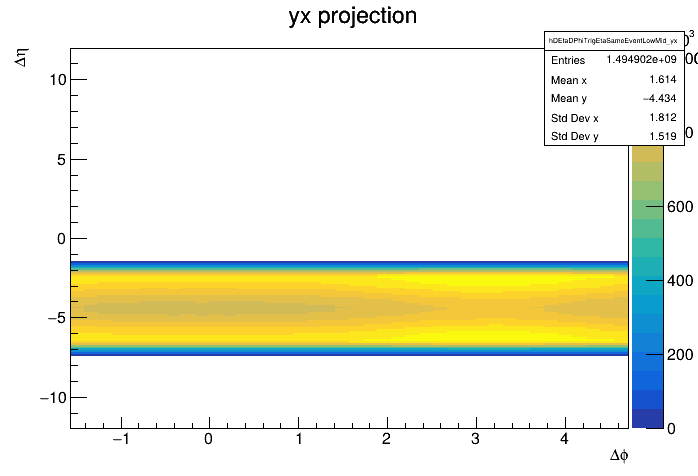 yx projection
hDEtaDPhiTrigEtaSameEventLowMid_yx
Entries 1.494902e+09
Mean x 1.614
Mean y −4.434
Std Dev x 1.812
Std Dev y 1.519
Δη
10
5
0
−5
−10
−1 0 1 2 3 4
Δϕ
600
400
200
0